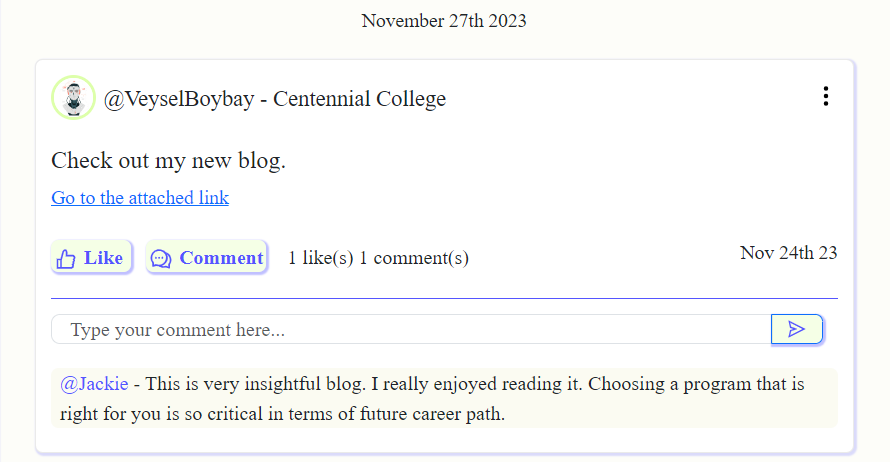 November 27th 2023
@VeyselBoybay - Centennial College
Check out my new blog.
Go to the attached link
Like Comment 1 like(s) 1 comment(s) Nov 24th 23
Type your comment here...
@Jackie - This is very insightful blog. I really enjoyed reading it. Choosing a program that is
right for you is so critical in terms of future career path.